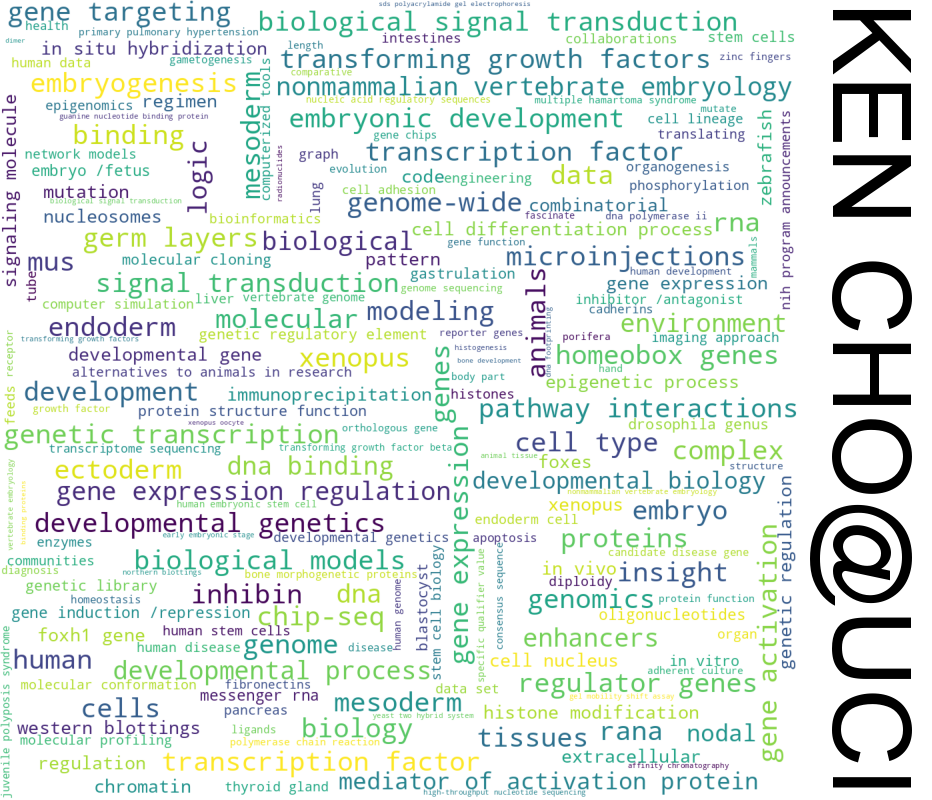 gene targeting
sds polyacrylamide gel electrophoresis
health
primary pulmonary hypertension
biological signal transduction
dimer
in situ hybridization
length
intestines
collaborations
stem cells
human data
gametogenesis
computerized tools
transforming growth factors
zinc fingers
embryogenesis
mesoderm
comparative
nonmammalian vertebrate embryology
epigenomics
regimen
nucleic acid regulatory sequences
multiple hamartoma syndrome
mutate
guanine nucleotide binding protein
embryonic development
cell lineage
binding
gene chips
translating
signaling molecule
network models
logic
radionuclides
graph
transcription factor
zebrafish
nih program announcements
embryo /fetus
evolution
code
engineering
data
organogenesis
mutation
lung
cell adhesion
phosphorylation
biological signal transduction
genome-wide
combinatorial
nucleosomes
bioinformatics
fascinate
dna polymerase ii
rna
germ layers
biological
cell differentiation process
gene function
mammals
mus
molecular cloning
pattern
microinjections
tube
signal transduction
gastrulation
human development
genome sequencing
animals
gene expression
computer simulation
liver
vertebrate genome
inhibitor /antagonist
cadherins
endoderm
molecular
modeling
dna footprinting
environment
transforming growth factors
genetic regulatory element
reporter genes
porifera
imaging approach
feeds
receptor
developmental gene
xenopus
genes
histogenesis
homeobox genes
bone development
alternatives to animals in research
body part
hand
epigenetic process
development
immunoprecipitation
histones
growth factor
protein structure function
pathway interactions
xenopus oocyte
orthologous gene
drosophila genus
genetic transcription
gene expression
cell type
transcriptome sequencing
transforming growth factor beta
complex
animal tissue
foxes
structure
vertebrate embryology
binding proteins
ectoderm
dna binding
developmental biology
gene expression regulation
nonmammalian vertebrate embryology
human embryonic stem cell
xenopus
embryo
genetic regulation
developmental genetics
endoderm cell
early embryonic stage
developmental genetics
apoptosis
proteins
gene activation
enzymes
stem cell biology
specific qualifier value
consensus sequence
candidate disease gene
communities
biological models
in vivo
insight
diagnosis
northern blottings
bone morphogenetic proteins
blastocyst
diploidy
genetic library
inhibin
dna
human genome
homeostasis
genomics
protein function
gene induction /repression
chip-seq
oligonucleotides
foxh1 gene
human stem cells
enhancers
organ
human disease
genome
disease
human
cell nucleus
in vitro
juvenile polyposis syndrome
developmental process
adherent culture
molecular conformation
fibronectins
data set
regulator genes
messenger rna
mesoderm
gel mobility shift assay
cells
pancreas
yeast two hybrid system
histone modification
western blottings
ligands
biology
tissues
rana
nodal
molecular profiling
polymerase chain reaction
extracellular
regulation
transcription factor
affinity chromatography
chromatin
thyroid gland
mediator of activation protein
high-throughput nucleotide sequencing
KEN CHO@UCI